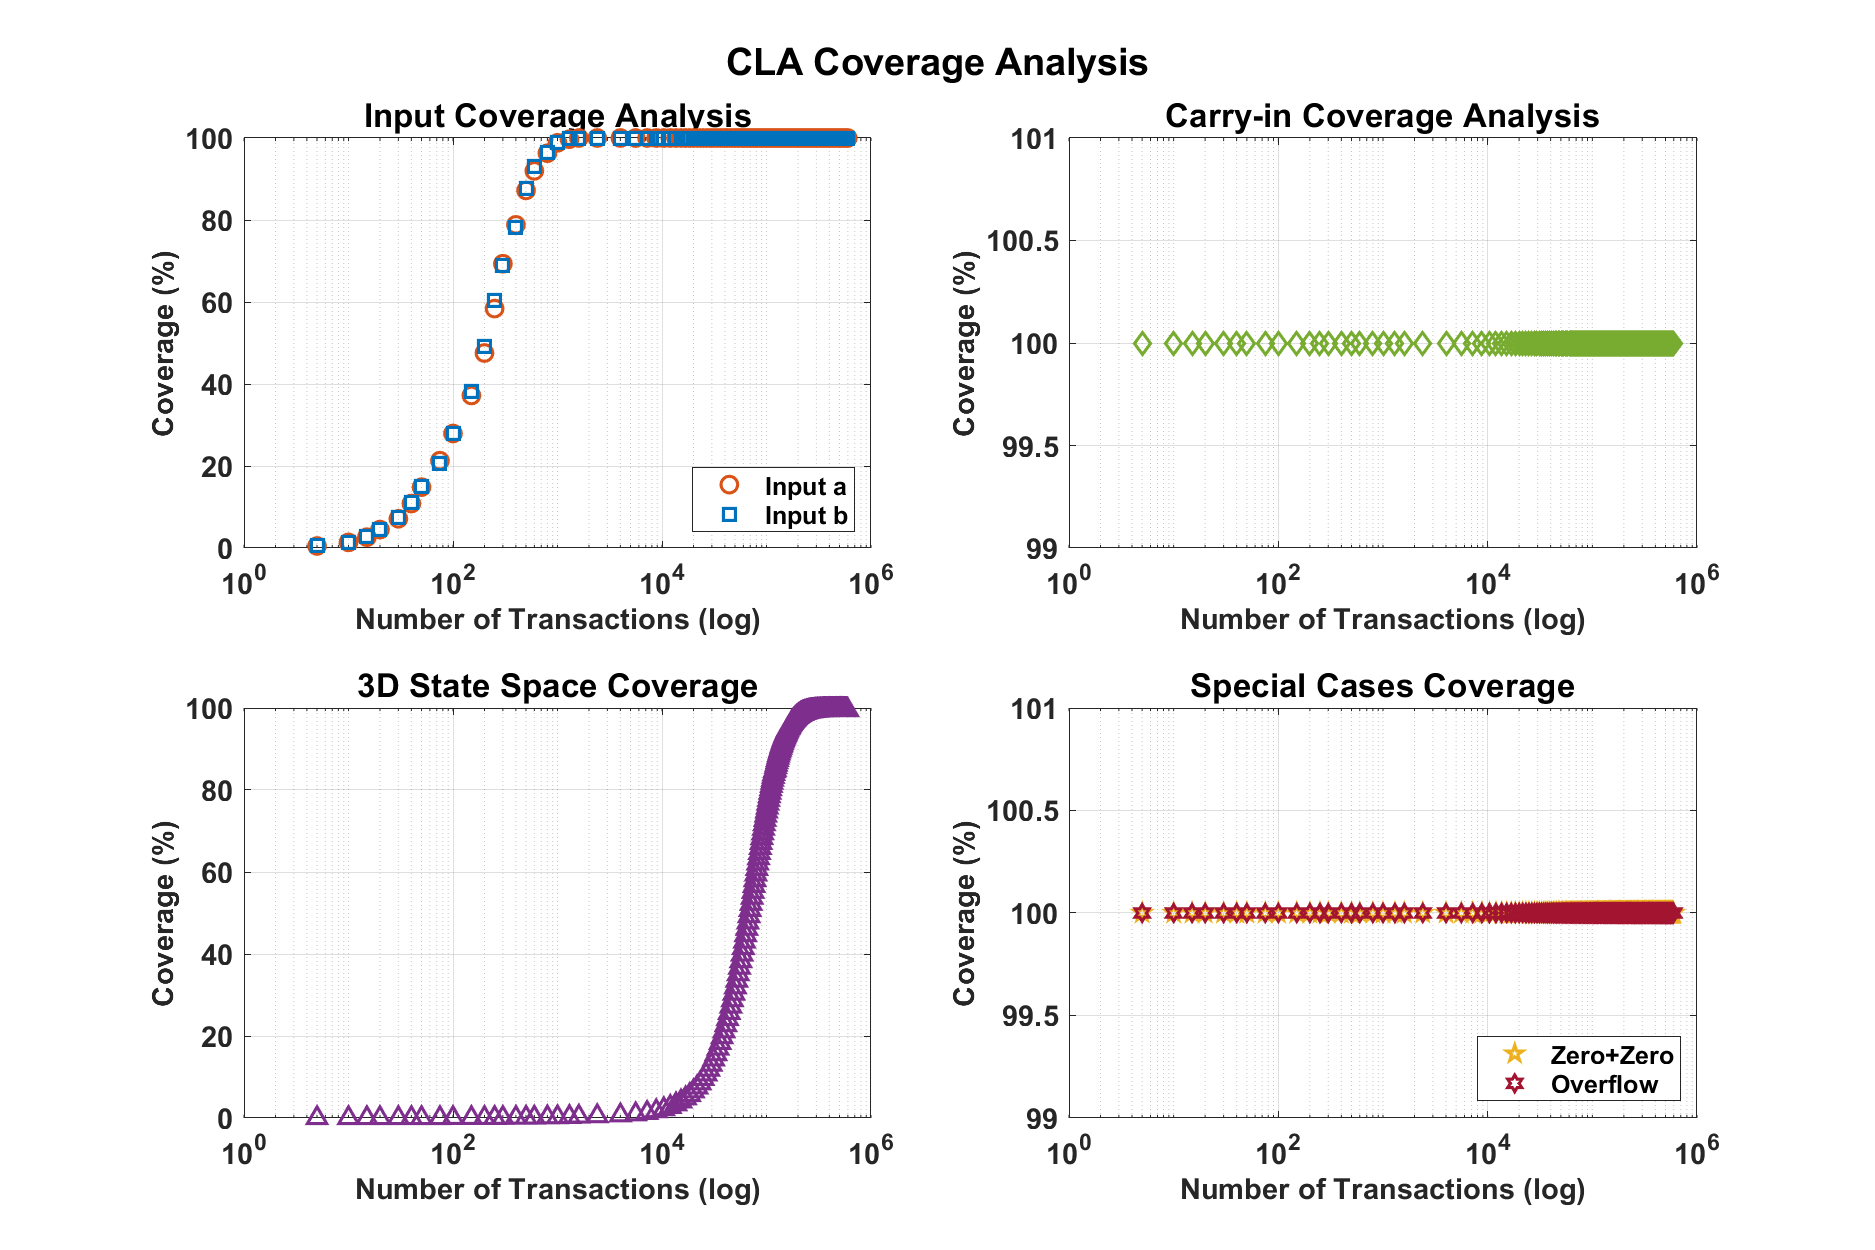 CLA Coverage Analysis
Input Coverage Analysis
100
80
60
40
20
0
Coverage (%)
10^0
10^2
10^4
10^6
Number of Transactions (log)
Input a
Input b
Carry-in Coverage Analysis
101
100.5
100
99.5
99
Coverage (%)
10^0
10^2
10^4
10^6
Number of Transactions (log)
3D State Space Coverage
100
80
60
40
20
0
Coverage (%)
10^0
10^2
10^4
10^6
Number of Transactions (log)
Special Cases Coverage
101
100.5
100
99.5
99
Coverage (%)
10^0
10^2
10^4
10^6
Number of Transactions (log)
Zero+Zero
Overflow